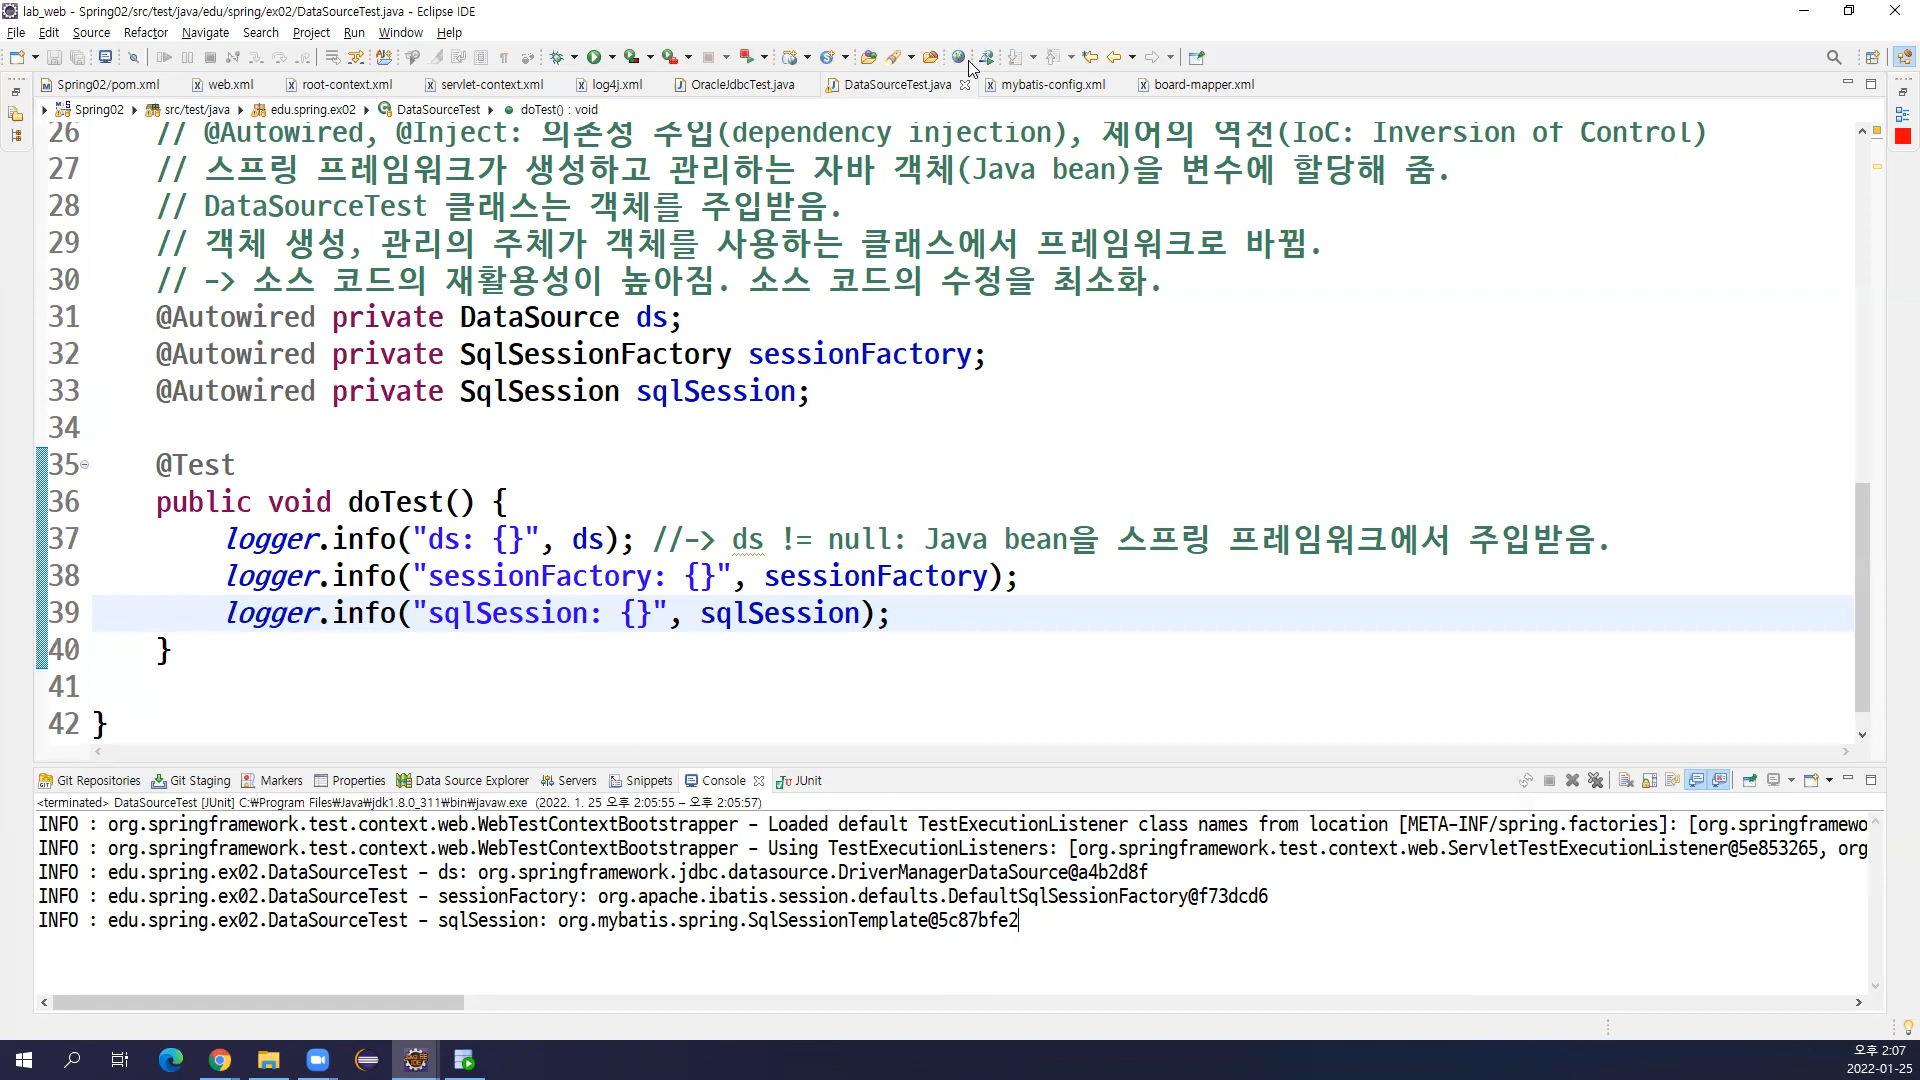 lab_web - Spring02/src/test/java/edu/spring/ex02/DataSourceTest.java - Eclipse IDE
File Edit Source Refactor Navigate Search Project Run Window Help
Spring02/pom.xml web.xml root-context.xml servlet-context.xml log4j.xml OracleJdbcTest.java DataSourceTest.java mybatis-config.xml board-mapper.xml
Spring02 src/test/java edu.spring.ex02 DataSourceTest doTest() : void
26 // @Autowired, @Inject: 의존성 주입(dependency injection), 제어의 역전(IoC: Inversion of Control)
27 // 스프링 프레임워크가 생성하고 관리하는 자바 객체(Java bean)을 변수에 할당해 줌.
28 // DataSourceTest 클래스는 객체를 주입받음.
29 // 객체 생성, 관리의 주체가 객체를 사용하는 클래스에서 프레임워크로 바뀜.
30 // -> 소스 코드의 재활용성이 높아짐. 소스 코드의 수정을 최소화.
31 @Autowired private DataSource ds;
32 @Autowired private SqlSessionFactory sessionFactory;
33 @Autowired private SqlSession sqlSession;
34
35 @Test
36 public void doTest() {
37 logger.info("ds: {}", ds); //-> ds != null: Java bean을 스프링 프레임워크에서 주입받음.
38 logger.info("sessionFactory: {}", sessionFactory);
39 logger.info("sqlSession: {}", sqlSession);
40 }
41
42 }
Git Repositories Git Staging Markers Properties Data Source Explorer Servers Snippets Console JUnit
<terminated> DataSourceTest [JUnit] C:₩Program Files₩Java₩jdk1.8.0_311₩bin₩javaw.exe (2022. 1. 25 오후 2:05:55 – 오후 2:05:57)
INFO : org.springframework.test.context.web.WebTestContextBootstrapper - Loaded default TestExecutionListener class names from location [META-INF/spring.factories]: [org.springframewo
INFO : org.springframework.test.context.web.WebTestContextBootstrapper - Using TestExecutionListeners: [org.springframework.test.context.web.ServletTestExecutionListener@5e853265, org
INFO : edu.spring.ex02.DataSourceTest - ds: org.springframework.jdbc.datasource.DriverManagerDataSource@a4b2d8f
INFO : edu.spring.ex02.DataSourceTest - sessionFactory: org.apache.ibatis.session.defaults.DefaultSqlSessionFactory@f73dcd6
INFO : edu.spring.ex02.DataSourceTest - sqlSession: org.mybatis.spring.SqlSessionTemplate@5c87bfe2
오후 2:07
2022-01-25